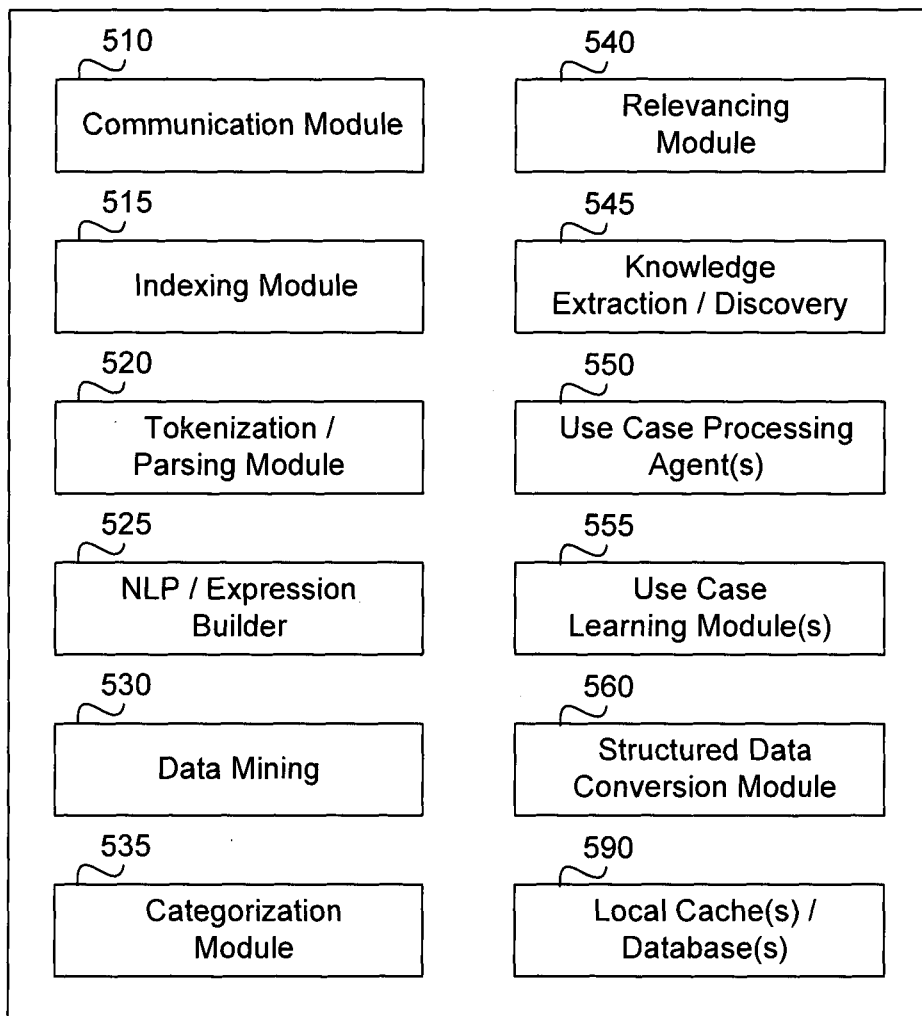 510
Communication Module
515
Indexing Module
520
Tokenization /
Parsing Module
525
NLP / Expression
Builder
530
Data Mining
535
Categorization
Module
540
Relevancing
Module
545
Knowledge
Extraction / Discovery
550
Use Case Processing
Agent(s)
555
Use Case
Learning Module(s)
560
Structured Data
Conversion Module
590
Local Cache(s) /
Database(s)